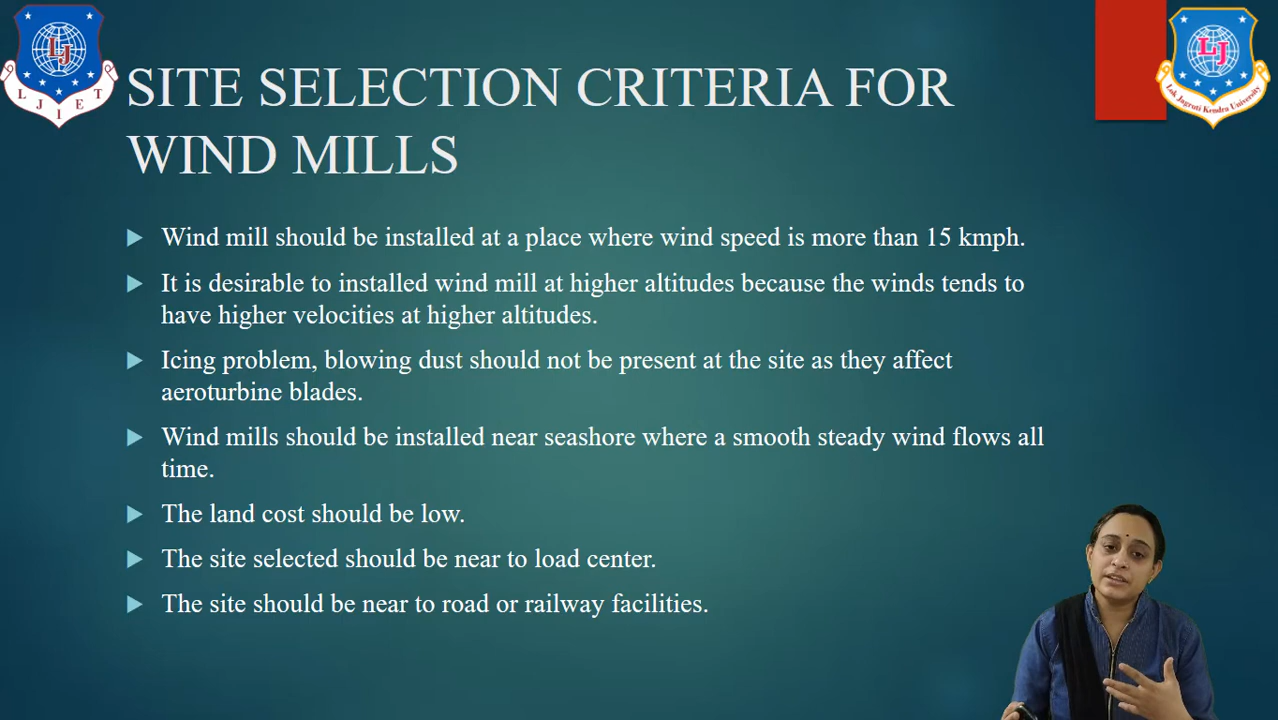 SITE SELECTION CRITERIA FOR
WIND MILLS
Wind mill should be installed at a place where wind speed is more than 15 kmph.
It is desirable to installed wind mill at higher altitudes because the winds tends to
have higher velocities at higher altitudes.
Icing problem, blowing dust should not be present at the site as they affect
aeroturbine blades.
Wind mills should be installed near seashore where a smooth steady wind flows all
time.
The land cost should be low.
The site selected should be near to load center.
The site should be near to road or railway facilities.
LJ
L J I E T
LJ
Lok Jagruti Kendra University